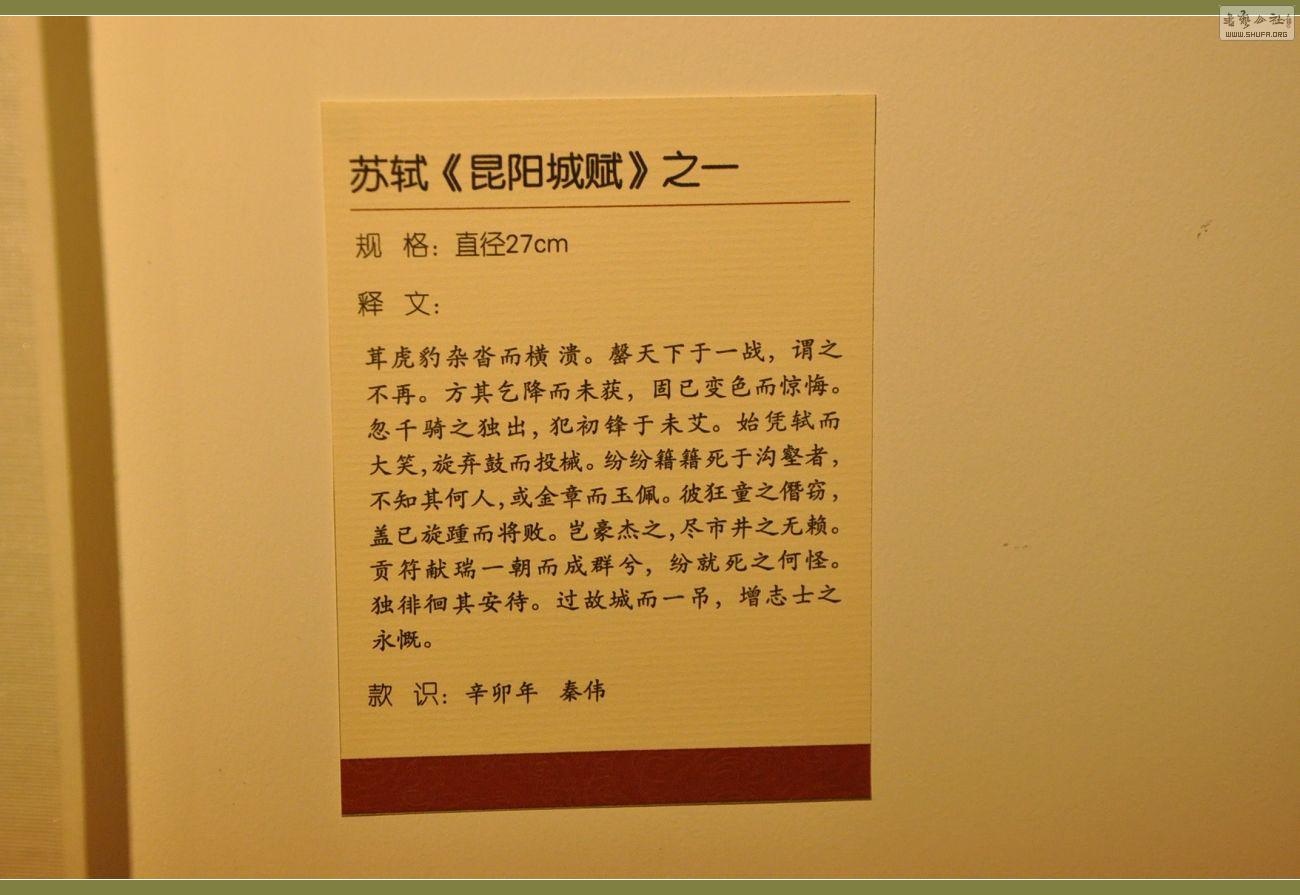 书艺公社
WWW.SHUFA.ORG
苏轼《昆阳城赋》之一
规 格：直径27cm
释 文：
茸虎豹杂沓而横 溃。罄天下于一战，谓之
不再。方其乞降而未获，固已变色而惊悔。
忽千骑之独出，犯初锋于未艾。始凭轼而
大笑，旋弃鼓而投械。纷纷籍籍死于沟壑者，
不知其何人，或金章而玉佩。彼狂童之僭窃，
盖已旋踵而将败。岂豪杰之，尽市井之无赖。
贡符献瑞一朝而成群兮，纷就死之何怪。
独徘徊其安待。过故城而一吊，增志士之
永慨。
款 识：辛卯年 秦伟